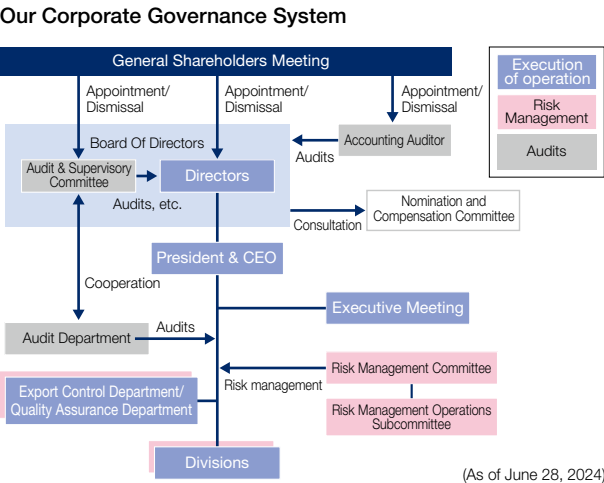 Our Corporate Governance System
General Shareholders Meeting
Execution
of operation
Risk
Management
Audits
Appointment/
Dismissal
Appointment/
Dismissal
Appointment/
Dismissal
Board Of Directors
Accounting Auditor
Audits
Audit & Supervisory
Committee
Directors
Audits, etc.
Nomination and
Compensation Committee
Consultation
President & CEO
Cooperation
Executive Meeting
Audit Department
Audits
Risk Management Committee
Risk management
Export Control Department/
Quality Assurance Department
Risk Management Operations
Subcommittee
Divisions
(As of June 28, 2024)